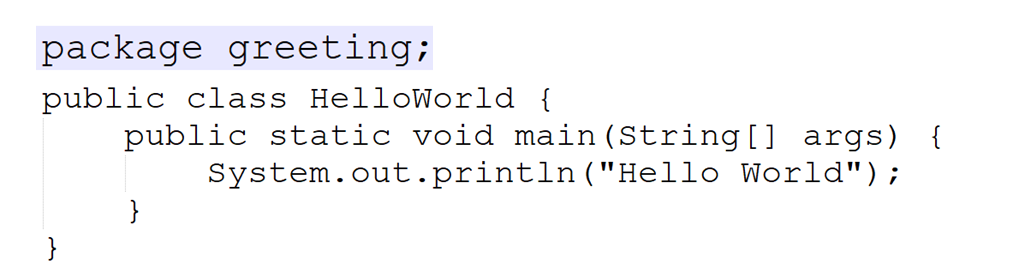 package greeting;
public class HelloWorld {
    public static void main(String[] args) {
        System.out.println("Hello World");
    }
}